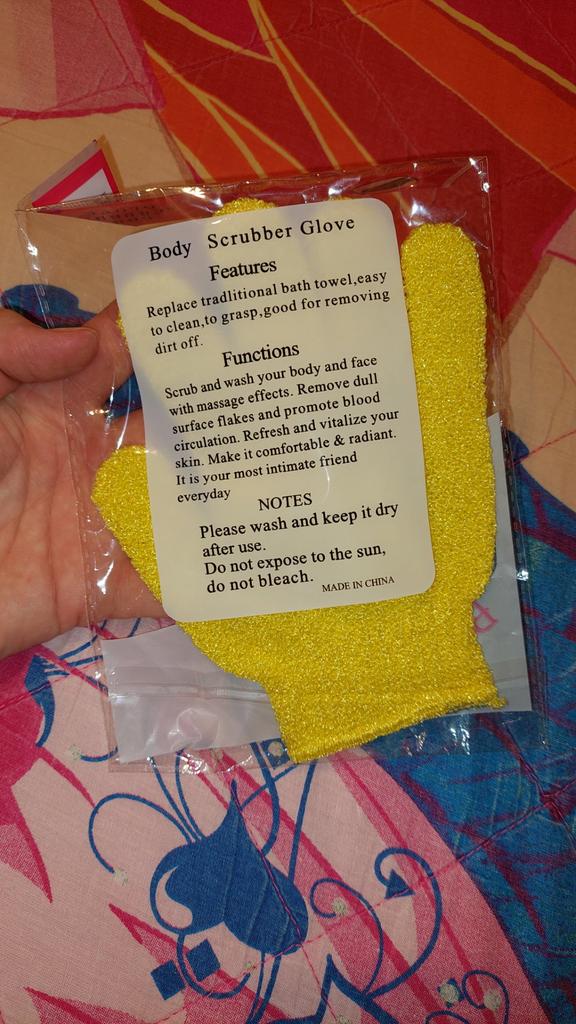 Body Scrubber Glove
Features
Replace traditional bath towel,easy
to clean,to grasp,good for removing
dirt off.
Functions
Scrub and wash your body and face
with massage effects. Remove dull
surface flakes and promote blood
circulation. Refresh and vitalize your
skin. Make it comfortable & radiant.
It is your most intimate friend
everyday
NOTES
Please wash and keep it dry
after use.
Do not expose to the sun,
do not bleach.
MADE IN CHINA